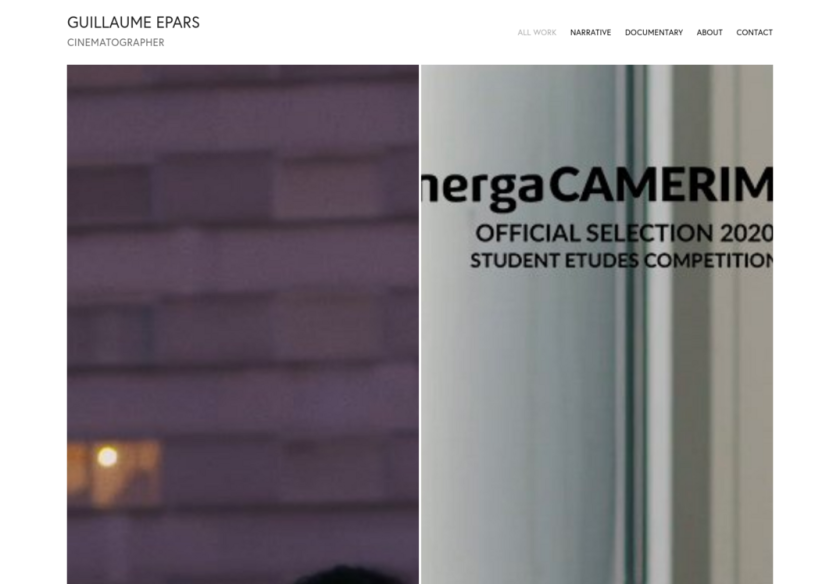 GUILLAUME EPARS
CINEMATOGRAPHER
ALL WORK NARRATIVE DOCUMENTARY ABOUT CONTACT
nergaCAMERIM
OFFICIAL SELECTION 2020
STUDENT ETUDES COMPETITION